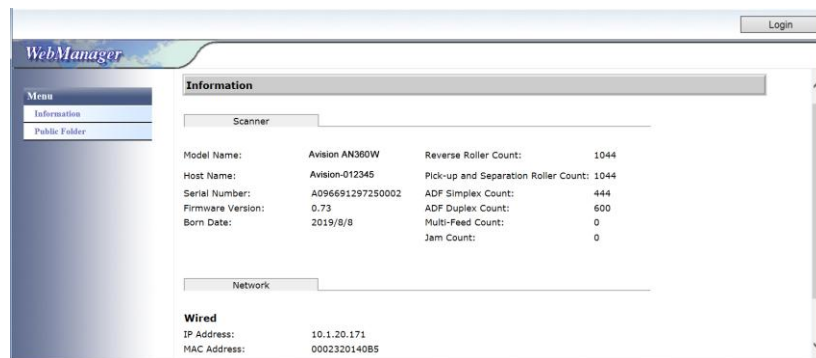 Login
WebManager
Menu
Information
Public Folder
Information
Scanner
Model Name: Avision AN360W Reverse Roller Count: 1044
Host Name: Avision-012345 Pick-up and Separation Roller Count: 1044
Serial Number: A096691297250002 ADF Simplex Count: 444
Firmware Version: 0.73 ADF Duplex Count: 600
Born Date: 2019/8/8 Multi-Feed Count: 0
Jam Count: 0
Network
Wired
IP Address: 10.1.20.171
MAC Address: 0002320140B5